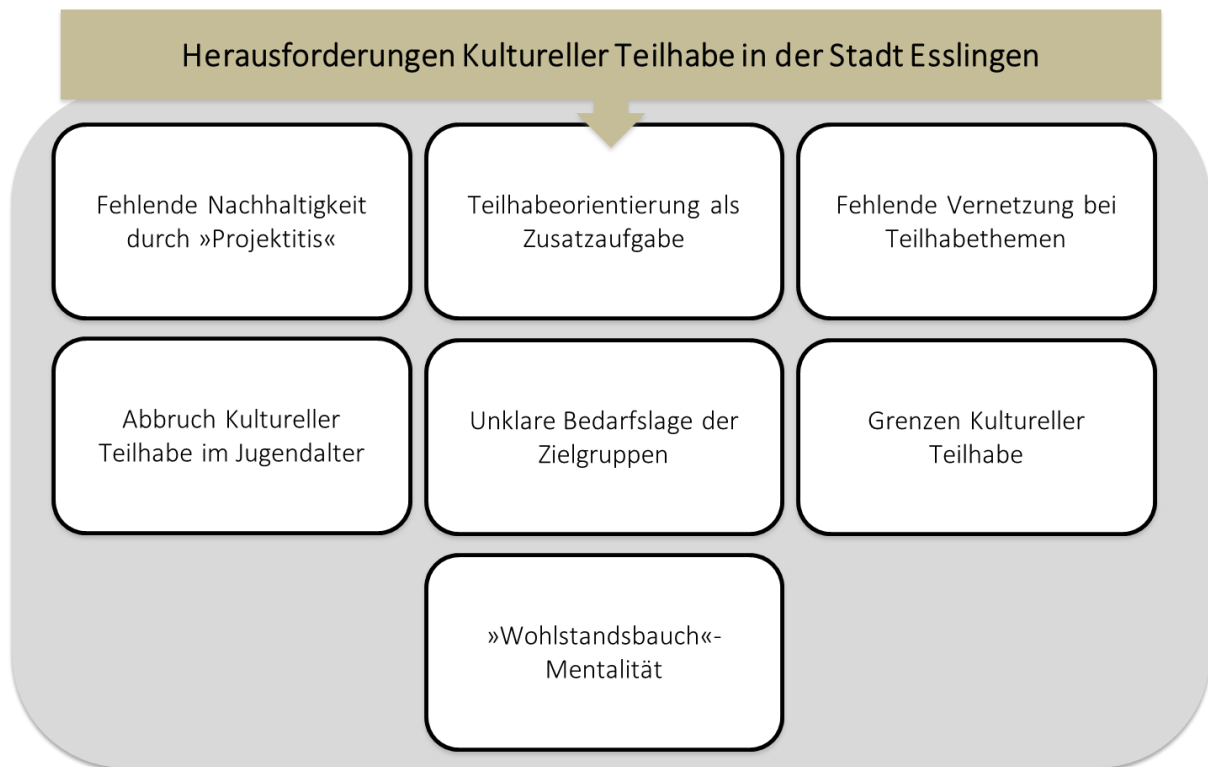 Herausforderungen Kultureller Teilhabe in der Stadt Esslingen
Fehlende Nachhaltigkeit
durch »Projektitis«
Teilhabeorientierung als
Zusatzaufgabe
Fehlende Vernetzung bei
Teilhabethemen
Abbruch Kultureller
Teilhabe im Jugendalter
Unklare Bedarfslage der
Zielgruppen
Grenzen Kultureller
Teilhabe
»Wohlstandsbauch«-
Mentalität